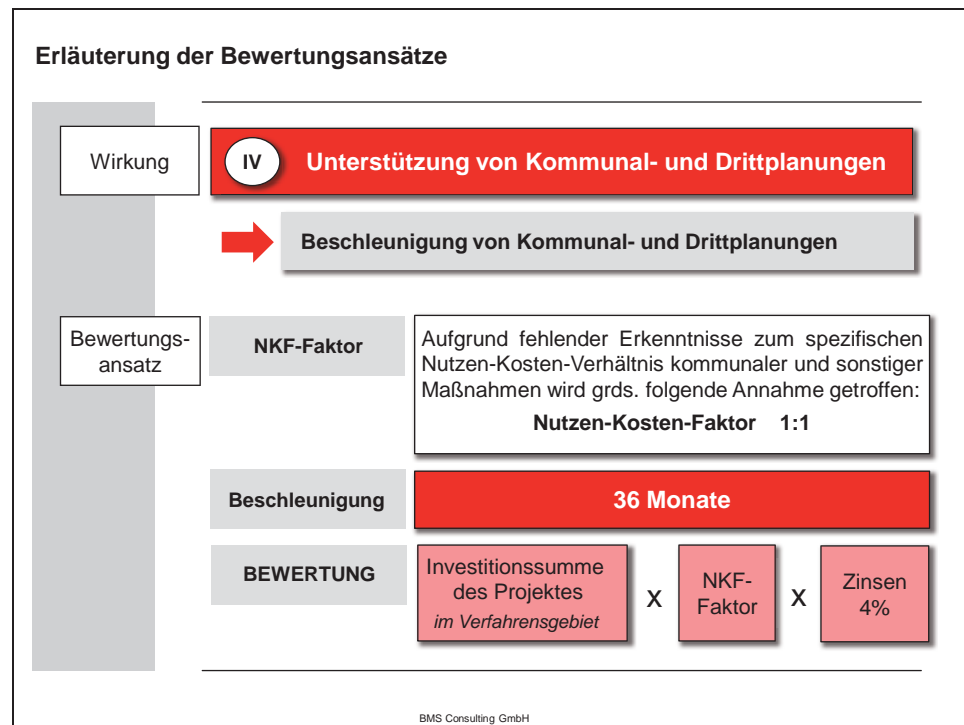 Erläuterung der Bewertungsansätze
Wirkung
IV
Unterstützung von Kommunal- und Drittplanungen
Beschleunigung von Kommunal- und Drittplanungen
Bewertungs-
ansatz
NKF-Faktor
Aufgrund fehlender Erkenntnisse zum spezifischen
Nutzen-Kosten-Verhältnis kommunaler und sonstiger
Maßnahmen wird grds. folgende Annahme getroffen:
Nutzen-Kosten-Faktor 1:1
Beschleunigung
36 Monate
BEWERTUNG
Investitionssumme
des Projektes
im Verfahrensgebiet
x
NKF-
Faktor
x
Zinsen
4%
BMS Consulting GmbH